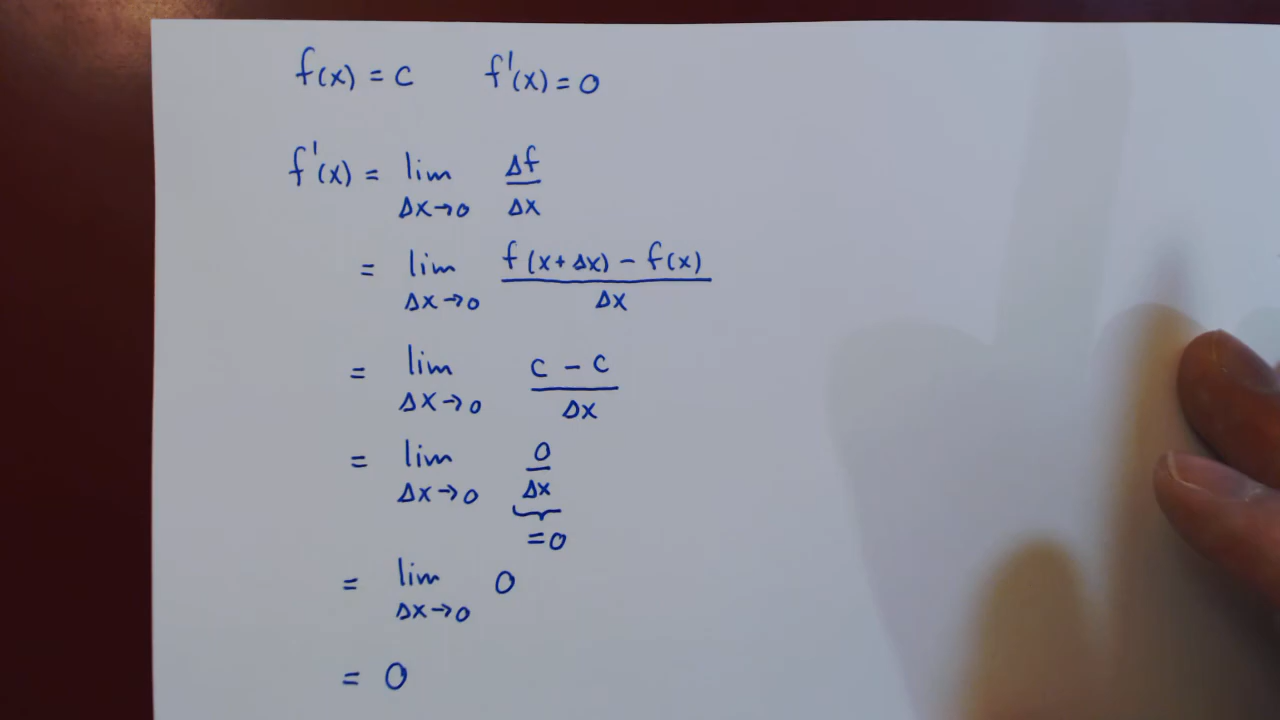 f(x) = c   f'(x) = 0
f'(x) = lim Δx→0 Δf/Δx
= lim Δx→0 (f(x+Δx) − f(x))/Δx
= lim Δx→0 (c − c)/Δx
= lim Δx→0 0/Δx
= 0
= lim Δx→0 0
= 0